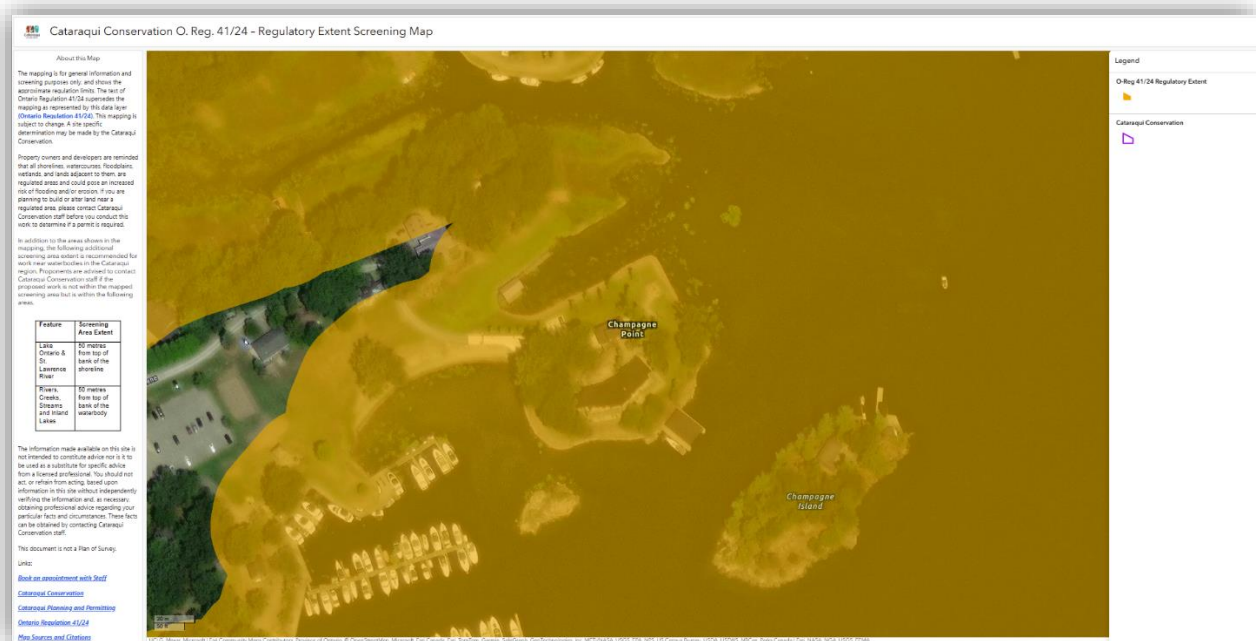 Cataraqui Conservation O. Reg. 41/24 - Regulatory Extent Screening Map
About this Map
The mapping is for general information and
screening purposes only, and shows the
approximate regulation limits. The text of
Ontario Regulation 41/24 supersedes the
mapping as represented by this data layer
(Ontario Regulation 41/24). This mapping is
subject to change. A site specific
determination may be made by the Cataraqui
Conservation.
Property owners and developers are reminded
that all shorelines, watercourses, floodplains,
wetlands, and lands adjacent to them, are
regulated areas and could pose an increased
risk of flooding and/or erosion. If you are
planning to build or alter land near a
regulated area, please contact Cataraqui
Conservation staff before you conduct this
work to determine if a permit is required.
In addition to the areas shown in the
mapping, the following additional
screening area extent is recommended for
work near waterbodies in the Cataraqui
region. Proponents are advised to contact
Cataraqui Conservation staff if the
proposed work is not within the mapped
screening area but is within the following
areas.
Feature
Screening
Area Extent
Lake
Ontario &
St.
Lawrence
River
50 metres
from top of
bank of the
shoreline
Rivers,
Creeks,
Streams
and Inland
Lakes
50 metres
from top of
bank of the
waterbody
The information made available on this site is
not intended to constitute advice nor is it to
be used as a substitute for specific advice
from a licensed professional. You should not
act, or refrain from acting, based upon
information in this site without independently
verifying the information and, as necessary,
obtaining professional advice regarding your
particular facts and circumstances. These facts
can be obtained by contacting Cataraqui
Conservation staff.
This document is not a Plan of Survey.
Links:
Book an appointment with Staff
Cataraqui Conservation
Cataraqui Planning and Permitting
Ontario Regulation 41/24
Map Sources and Citations
Champagne
Point
Champagne
Island
Legend
O-Reg 41/24 Regulatory Extent
Cataraqui Conservation